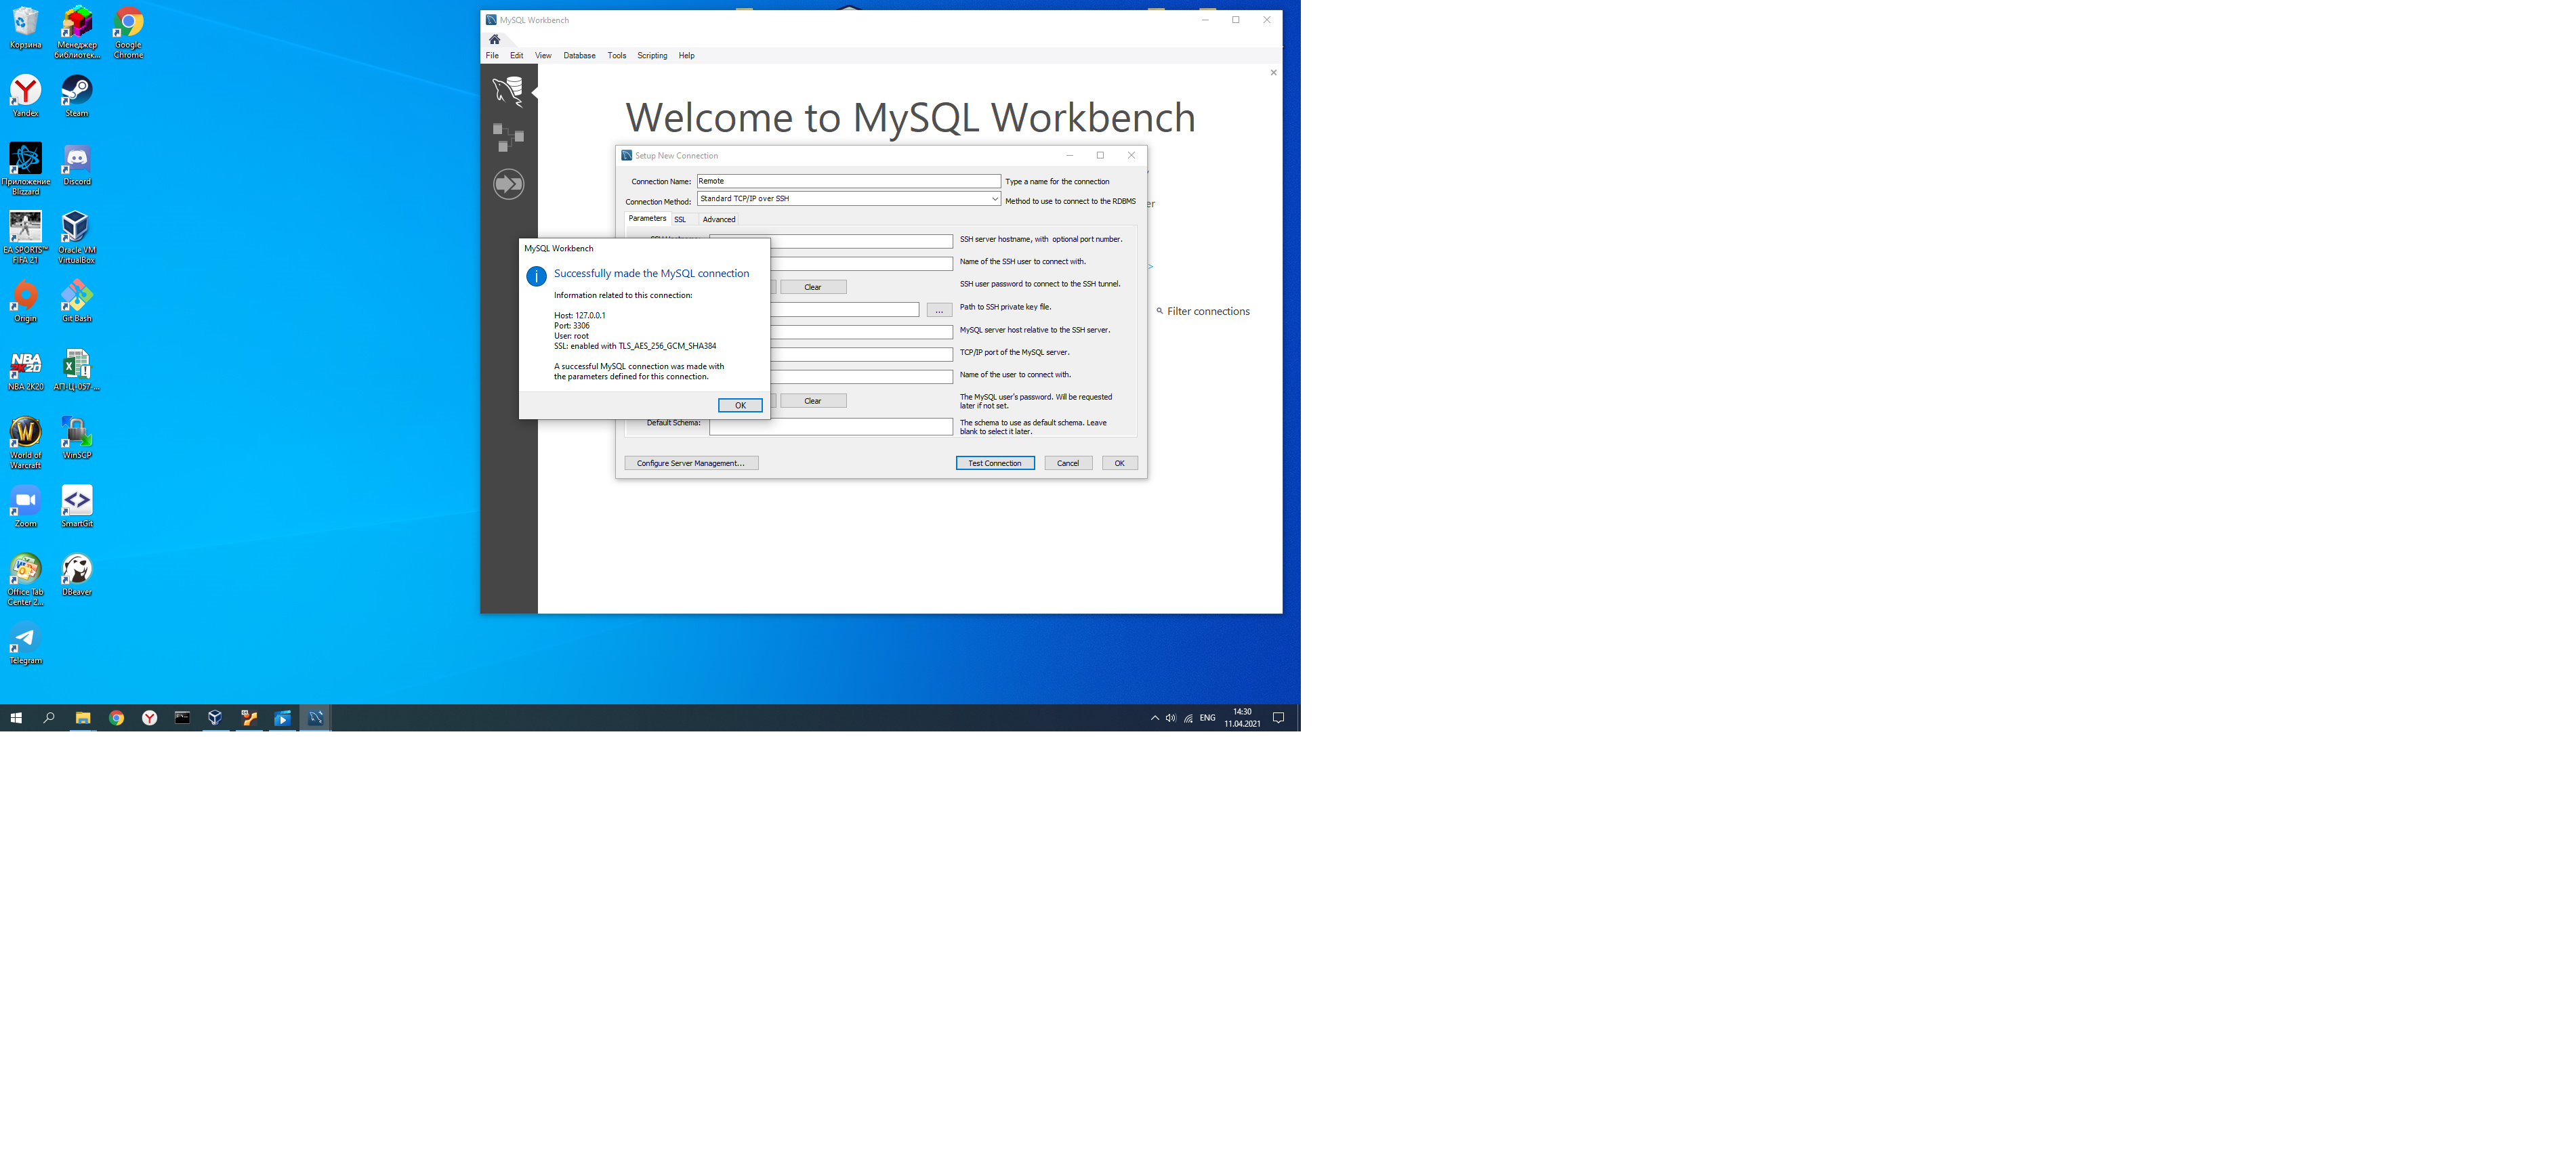 Корзина
Менеджер
библиотек...
Google
Chrome
Yandex
Steam
Приложение
Blizzard
Discord
EA SPORTS™
FIFA 21
Oracle VM
VirtualBox
Origin
Git Bash
NBA
2K20
NBA 2K20
АП-Ц-057-...
World of
Warcraft
WinSCP
Zoom
SmartGit
Office Tab
Center 2...
DBeaver
Telegram
MySQL Workbench
File Edit View Database Tools Scripting Help
Welcome to MySQL Workbench
Filter connections
Setup New Connection
Connection Name: Remote Type a name for the connection
Connection Method: Standard TCP/IP over SSH Method to use to connect to the RDBMS
Parameters SSL Advanced
SSH server hostname, with optional port number.
Name of the SSH user to connect with.
Clear SSH user password to connect to the SSH tunnel.
... Path to SSH private key file.
MySQL server host relative to the SSH server.
TCP/IP port of the MySQL server.
Name of the user to connect with.
Clear The MySQL user's password. Will be requested
later if not set.
Default Schema: The schema to use as default schema. Leave
blank to select it later.
Configure Server Management... Test Connection Cancel OK
MySQL Workbench
Successfully made the MySQL connection
Information related to this connection:
Host: 127.0.0.1
Port: 3306
User: root
SSL: enabled with TLS_AES_256_GCM_SHA384
A successful MySQL connection was made with
the parameters defined for this connection.
OK
ENG
14:30
11.04.2021